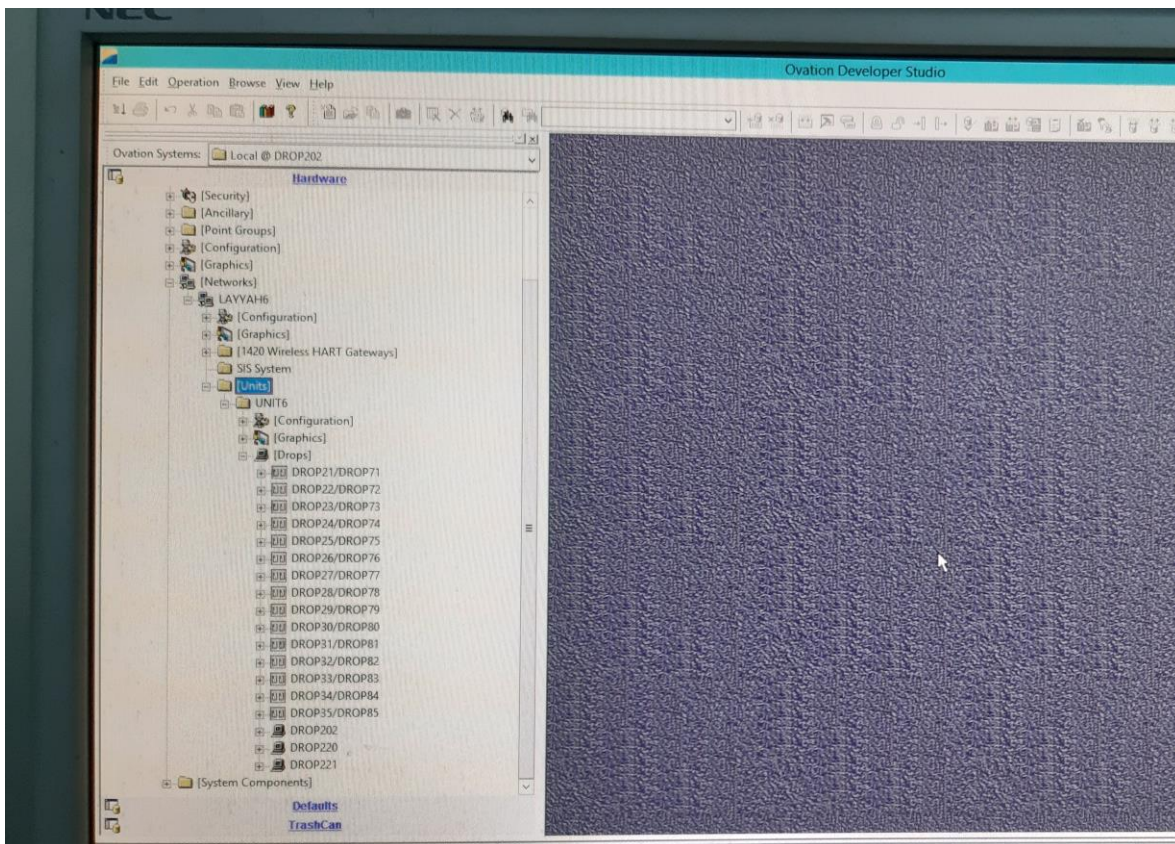 NEC
Ovation Developer Studio
File Edit Operation Browse View Help
Ovation Systems: Local @ DROP202
Hardware
[Security]
[Ancillary]
[Point Groups]
[Configuration]
[Graphics]
[Networks]
LAYYAH6
[Configuration]
[Graphics]
[1420 Wireless HART Gateways]
SIS System
[Units]
UNIT6
[Configuration]
[Graphics]
[Drops]
DROP21/DROP71
DROP22/DROP72
DROP23/DROP73
DROP24/DROP74
DROP25/DROP75
DROP26/DROP76
DROP27/DROP77
DROP28/DROP78
DROP29/DROP79
DROP30/DROP80
DROP31/DROP81
DROP32/DROP82
DROP33/DROP83
DROP34/DROP84
DROP35/DROP85
DROP202
DROP220
DROP221
[System Components]
Defaults
TrashCan